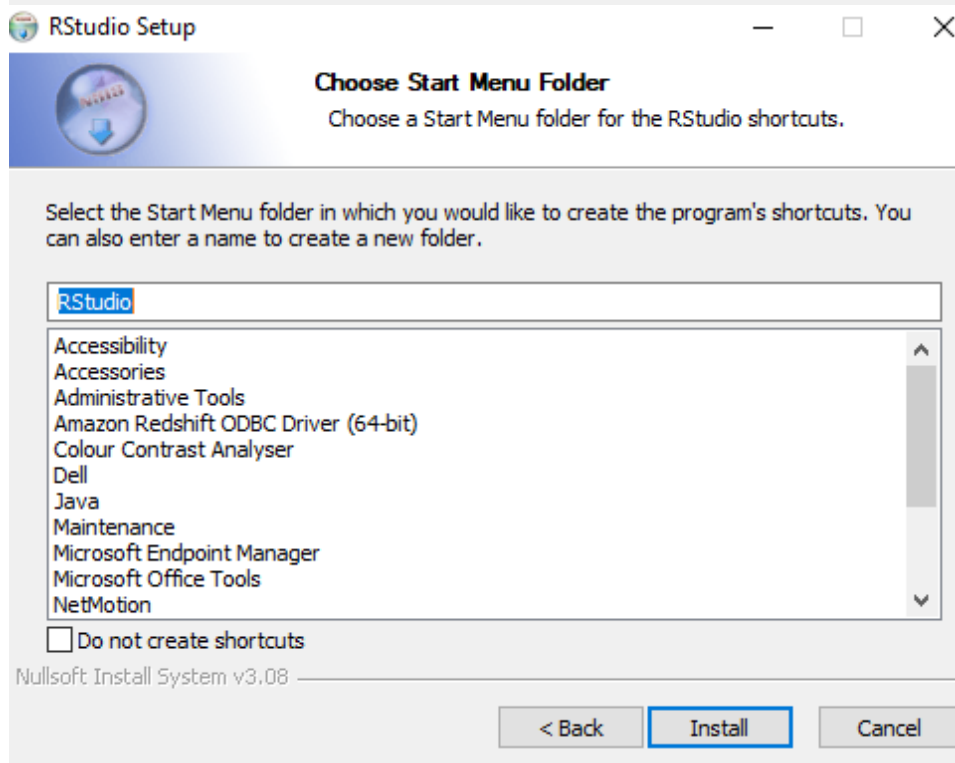 RStudio Setup
Choose Start Menu Folder
Choose a Start Menu folder for the RStudio shortcuts.
Select the Start Menu folder in which you would like to create the program's shortcuts. You
can also enter a name to create a new folder.
RStudio
Accessibility
Accessories
Administrative Tools
Amazon Redshift ODBC Driver (64-bit)
Colour Contrast Analyser
Dell
Java
Maintenance
Microsoft Endpoint Manager
Microsoft Office Tools
NetMotion
Do not create shortcuts
Nullsoft Install System v3.08
< Back
Install
Cancel